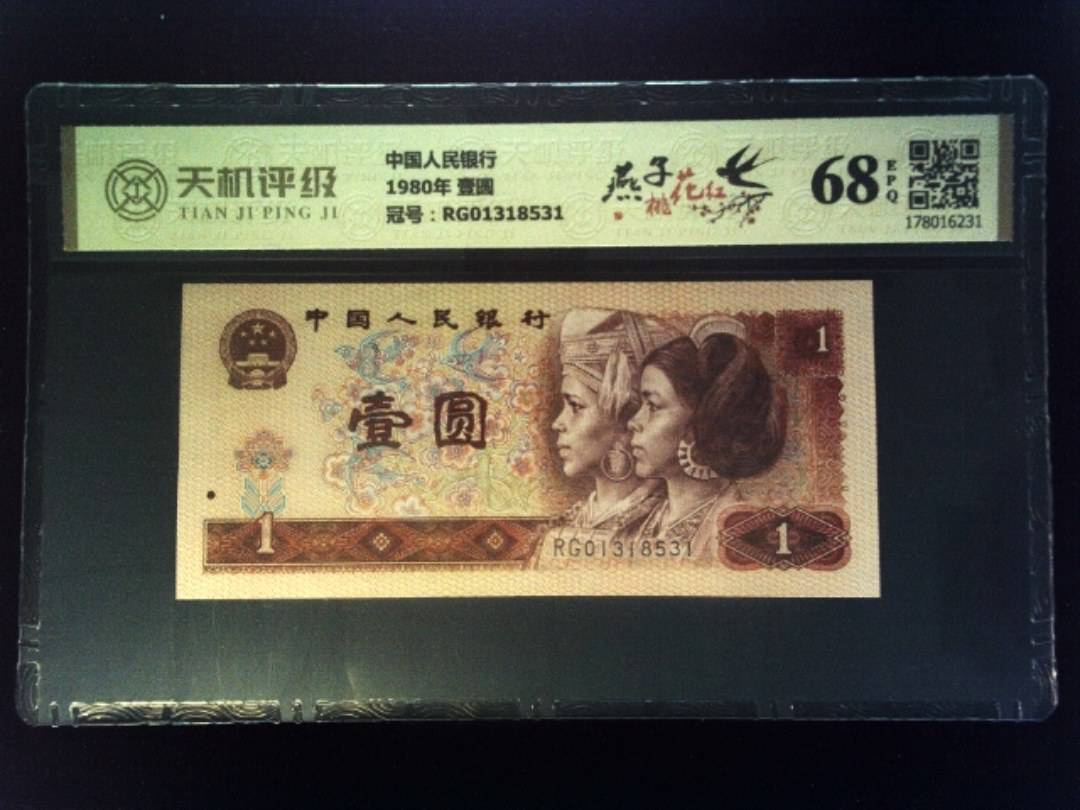 天机评级
TIAN JI PING JI
中国人民银行
1980年 壹圆
冠号：RG01318531
燕子
桃花红
68
EPQ
178016231
中国人民银行
壹圆
1
1
RG01318531
1